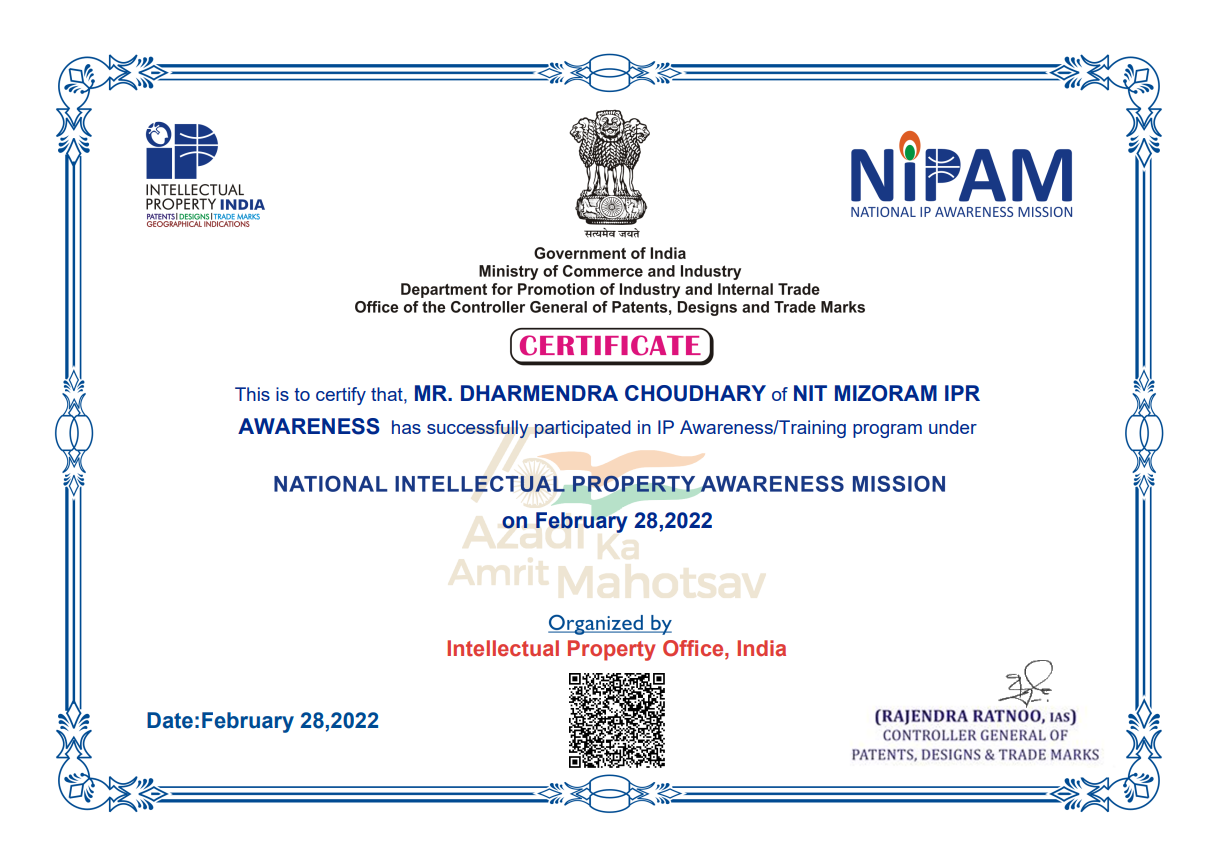 iP
INTELLECTUAL
PROPERTY INDIA
PATENTS| DESIGNS| TRADE MARKS
GEOGRAPHICAL INDICATIONS
सत्यमेव जयते
NiPAM
NATIONAL IP AWARENESS MISSION
Government of India
Ministry of Commerce and Industry
Department for Promotion of Industry and Internal Trade
Office of the Controller General of Patents, Designs and Trade Marks
CERTIFICATE
This is to certify that, MR. DHARMENDRA CHOUDHARY of NIT MIZORAM IPR
AWARENESS has successfully participated in IP Awareness/Training program under
NATIONAL INTELLECTUAL PROPERTY AWARENESS MISSION
on February 28,2022
Azadi Ka
Amrit Mahotsav
Organized by
Intellectual Property Office, India
Date:February 28,2022
(RAJENDRA RATNOO, IAS)
CONTROLLER GENERAL OF
PATENTS, DESIGNS & TRADE MARKS